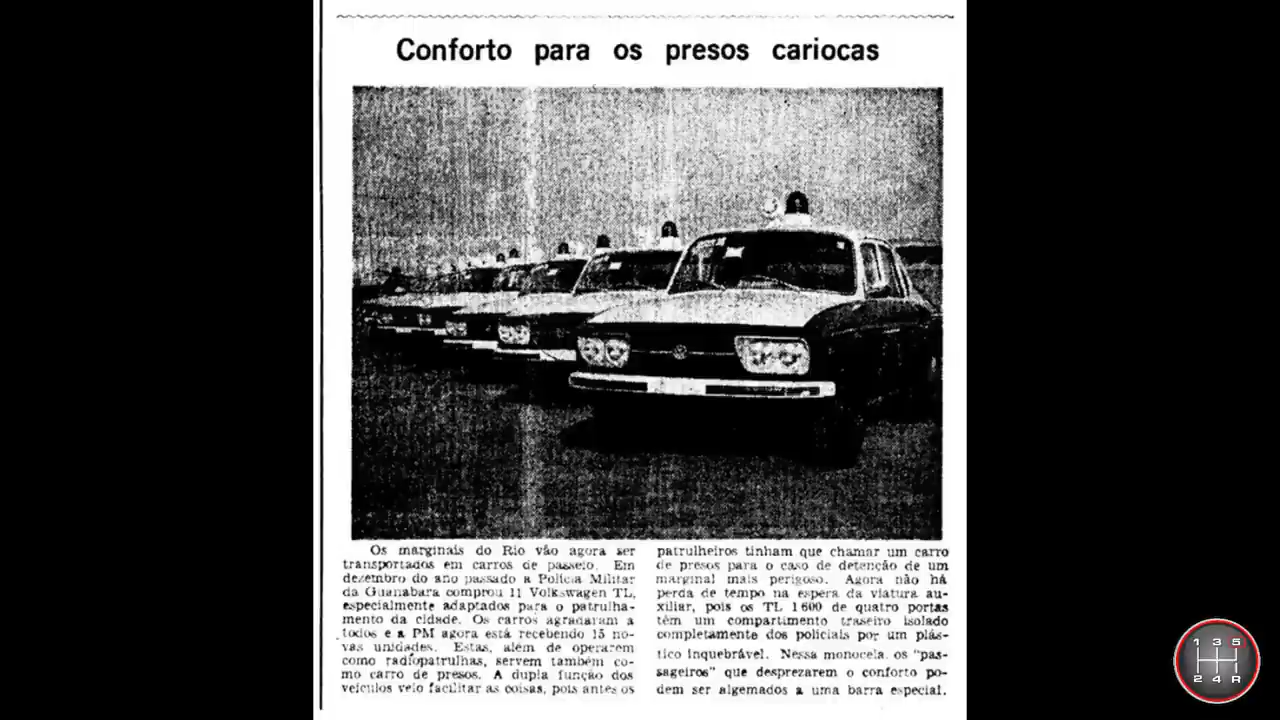 Conforto para os presos cariocas
Os marginais do Rio vão agora ser
transportados em carros de passeio. Em
dezembro do ano passado a Polícia Militar
da Guanabara comprou 11 Volkswagen TL,
especialmente adaptados para o patrulha-
mento da cidade. Os carros agradaram a
todos e a PM agora está recebendo 15 no-
vas unidades. Estas, além de operarem
como radiopatrulhas, servem também co-
mo carro de presos. A dupla função dos
veículos veio facilitar as coisas, pois antes os
patrulheiros tinham que chamar um carro
de presos para o caso de detenção de um
marginal mais perigoso. Agora não há
perda de tempo na espera da viatura au-
xiliar, pois os TL 1600 de quatro portas
têm um compartimento traseiro isolado
completamente dos policiais por um plás-
tico inquebrável. Nessa monocela, os "pas-
sageiros" que desprezarem o conforto po-
dem ser algemados a uma barra especial.
1 3 5
2 4 R